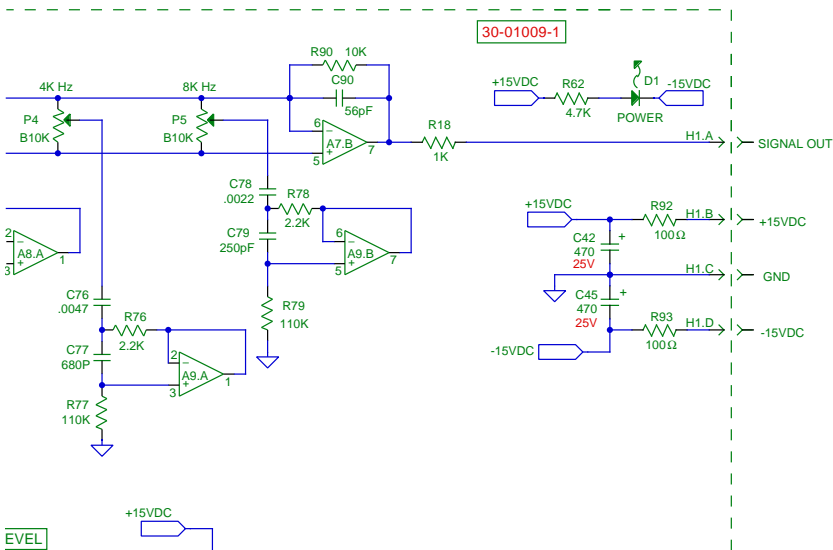 30-01009-1
R90 10K
C90
56pF
4K Hz
8K Hz
P4
B10K
P5
B10K
6
5
A7.B
7
R18
1K
+15VDC
R62
4.7K
D1
POWER
-15VDC
H1.A
SIGNAL OUT
C78
.0022
R78
2.2K
C79
250pF
6
5
A9.B
7
R79
110K
2
3
A8.A
1
C76
.0047
R76
2.2K
C77
680P
2
3
A9.A
1
R77
110K
+15VDC
R92
100Ω
H1.B
+15VDC
C42
470
25V
+
H1.C
GND
C45
470
25V
+
R93
100Ω
H1.D
-15VDC
-15VDC
+15VDC
EVEL